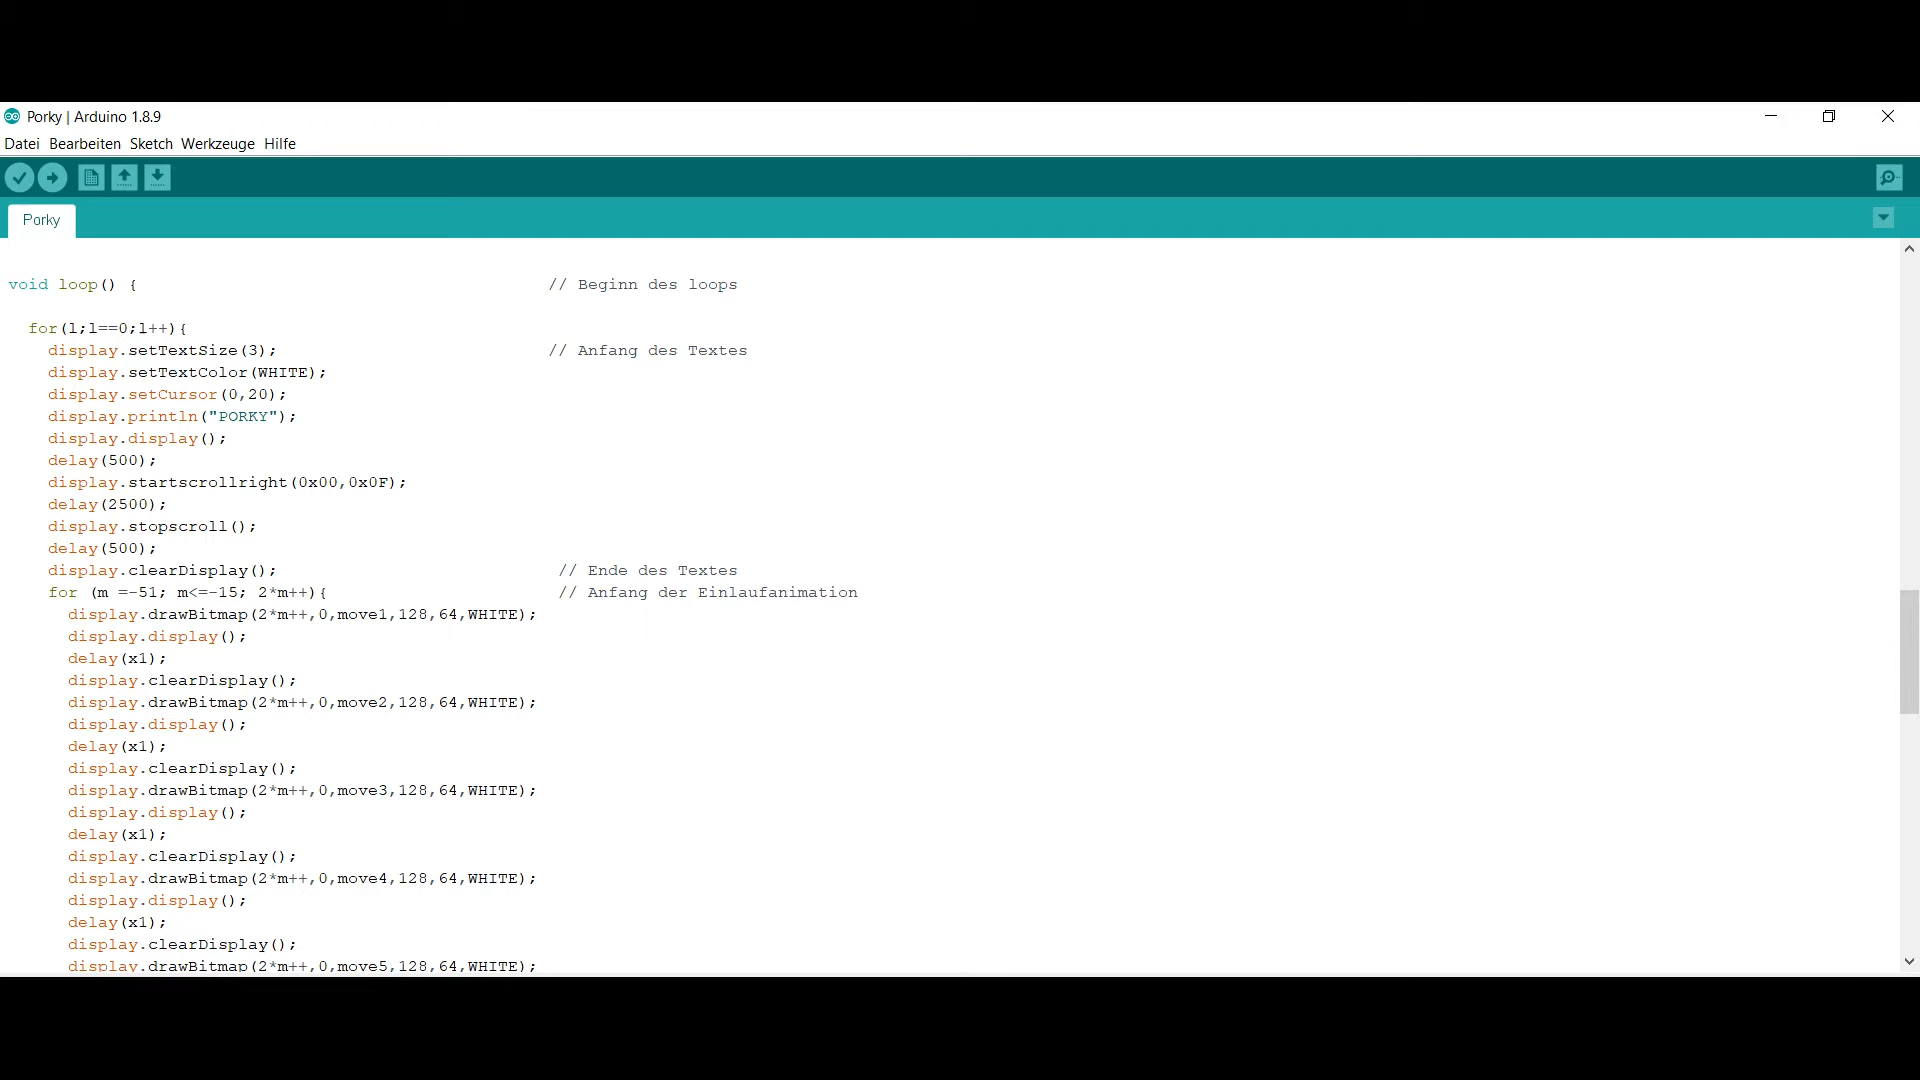 Porky | Arduino 1.8.9
Datei Bearbeiten Sketch Werkzeuge Hilfe
Porky
void loop() { // Beginn des loops
for(l;l==0;l++){
display.setTextSize(3); // Anfang des Textes
display.setTextColor(WHITE);
display.setCursor(0,20);
display.println("PORKY");
display.display();
delay(500);
display.startscrollright(0x00,0x0F);
delay(2500);
display.stopscroll();
delay(500);
display.clearDisplay(); // Ende des Textes
for (m =-51; m<=-15; 2*m++){ // Anfang der Einlaufanimation
display.drawBitmap(2*m++,0,move1,128,64,WHITE);
display.display();
delay(x1);
display.clearDisplay();
display.drawBitmap(2*m++,0,move2,128,64,WHITE);
display.display();
delay(x1);
display.clearDisplay();
display.drawBitmap(2*m++,0,move3,128,64,WHITE);
display.display();
delay(x1);
display.clearDisplay();
display.drawBitmap(2*m++,0,move4,128,64,WHITE);
display.display();
delay(x1);
display.clearDisplay();
display.drawBitmap(2*m++,0,move5,128,64,WHITE);